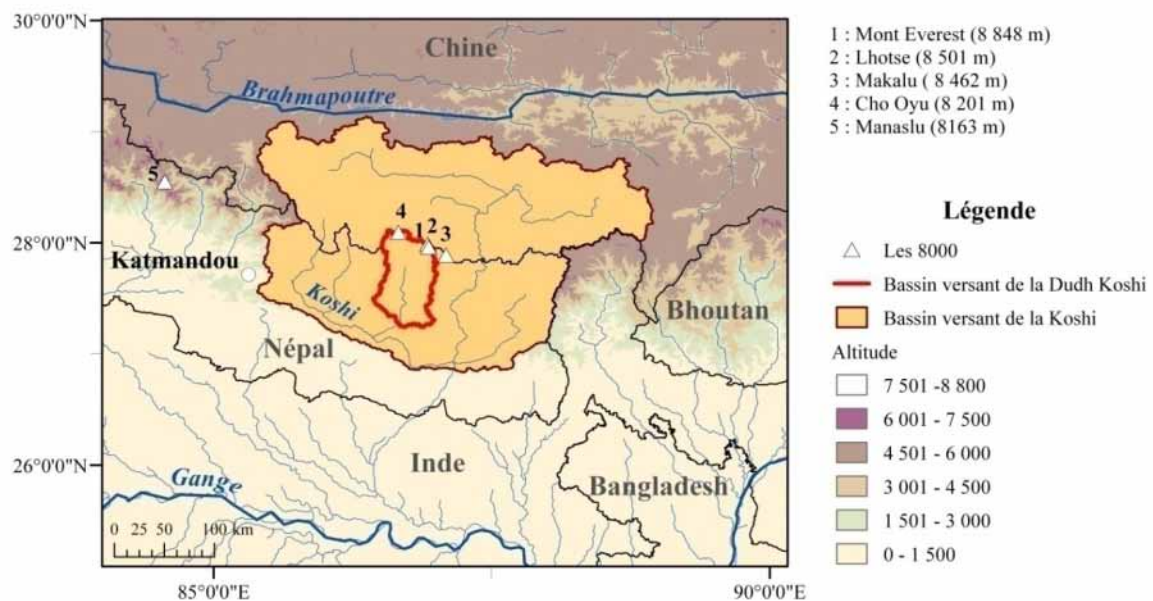 30°0'0"N
Chine
Brahmapoutre
5
4
1 2
3
28°0'0"N
Katmandou
Koshi
Bhoutan
Népal
26°0'0"N
Inde
Bangladesh
Gange
0 25 50 100 km
85°0'0"E
90°0'0"E
1 : Mont Everest (8 848 m)
2 : Lhotse (8 501 m)
3 : Makalu ( 8 462 m)
4 : Cho Oyu (8 201 m)
5 : Manaslu (8163 m)
Légende
Les 8000
Bassin versant de la Dudh Koshi
Bassin versant de la Koshi
Altitude
7 501 -8 800
6 001 - 7 500
4 501 - 6 000
3 001 - 4 500
1 501 - 3 000
0 - 1 500